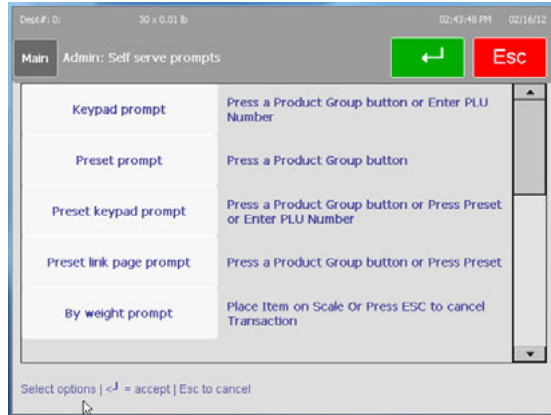 Dept#: 0: 30 x 0.01 lb 02:43:48 PM 02/16/12
Main Admin: Self serve prompts Esc
Keypad prompt Press a Product Group button or Enter PLU
Number
Preset prompt Press a Product Group button
Preset keypad prompt Press a Product Group button or Press Preset
or Enter PLU Number
Preset link page prompt Press a Product Group button or Press Preset
By weight prompt Place Item on Scale Or Press ESC to cancel
Transaction
Select options | <┘ = accept | Esc to cancel